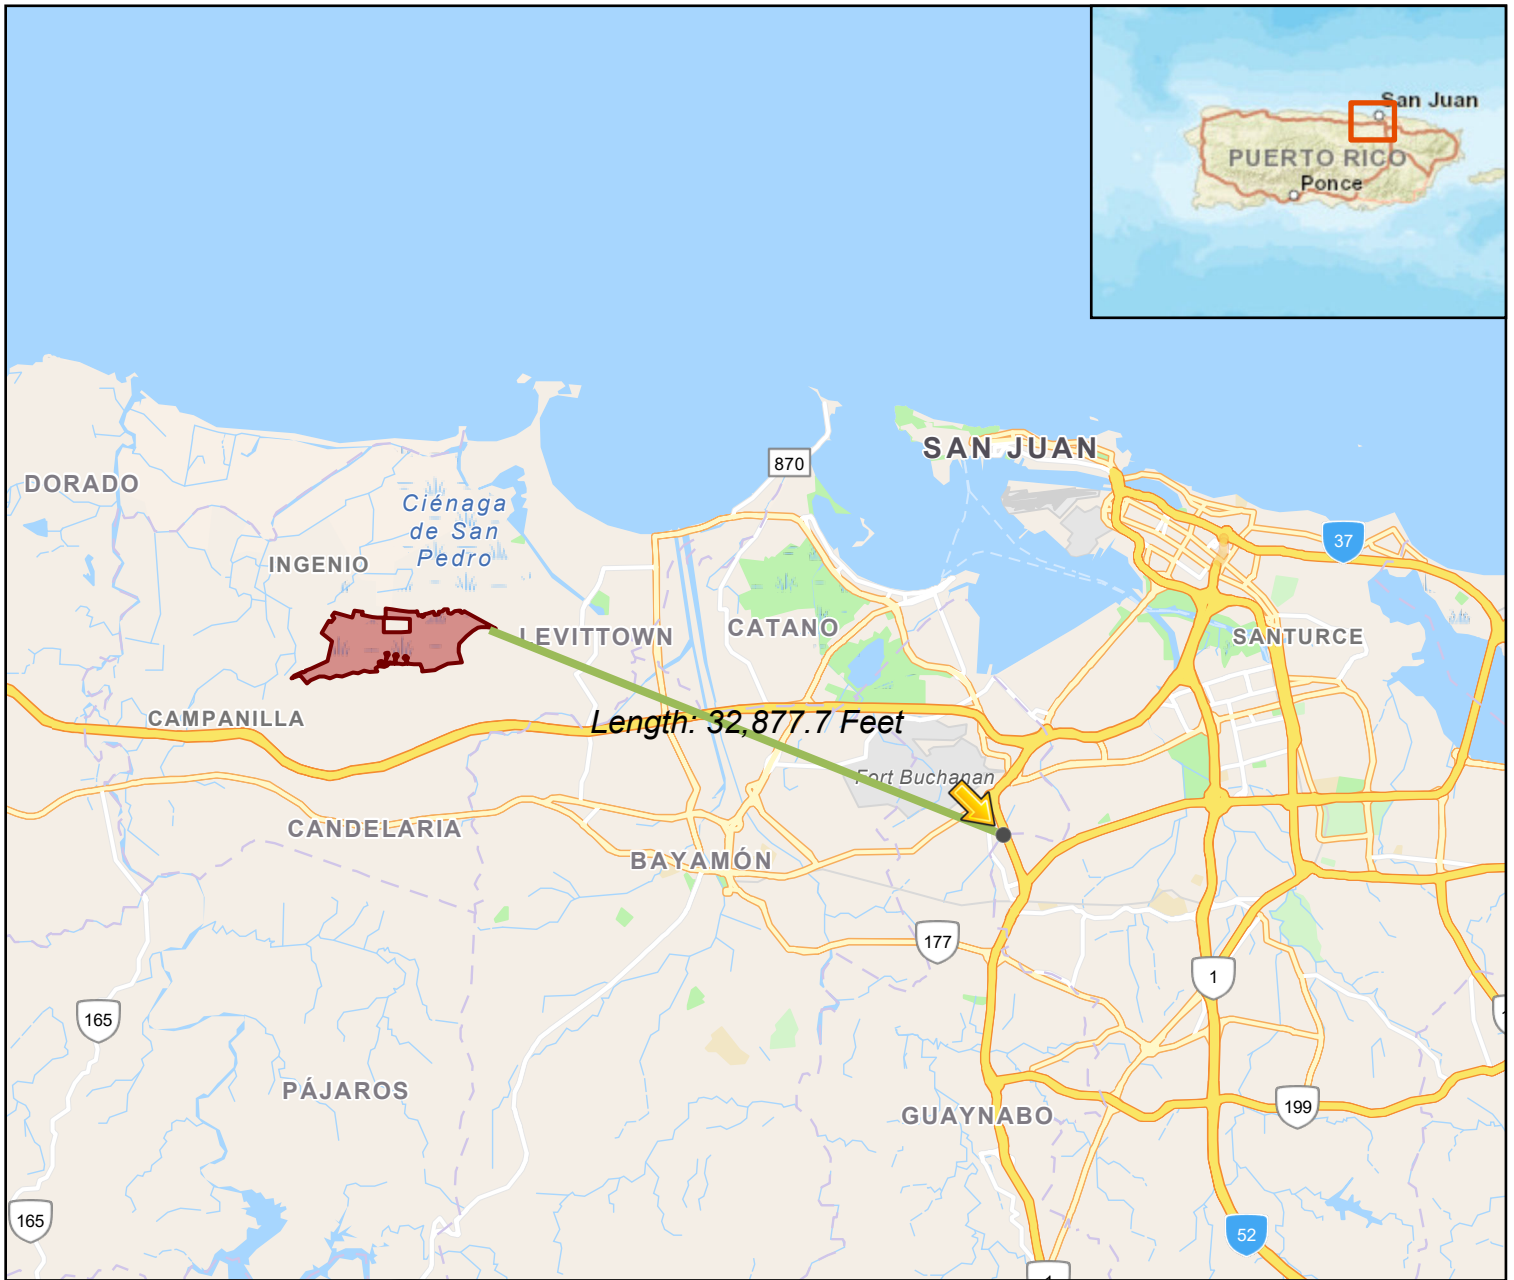 San Juan
PUERTO RICO
Ponce
SAN JUAN
870
DORADO
Ciénaga
de San
Pedro
37
INGENIO
LEVITTOWN
CATANO
SANTURCE
CAMPANILLA
Length: 32,877.7 Feet
Fort Buchanan
CANDELARIA
BAYAMÓN
177
1
165
PÁJAROS
199
GUAYNABO
165
52